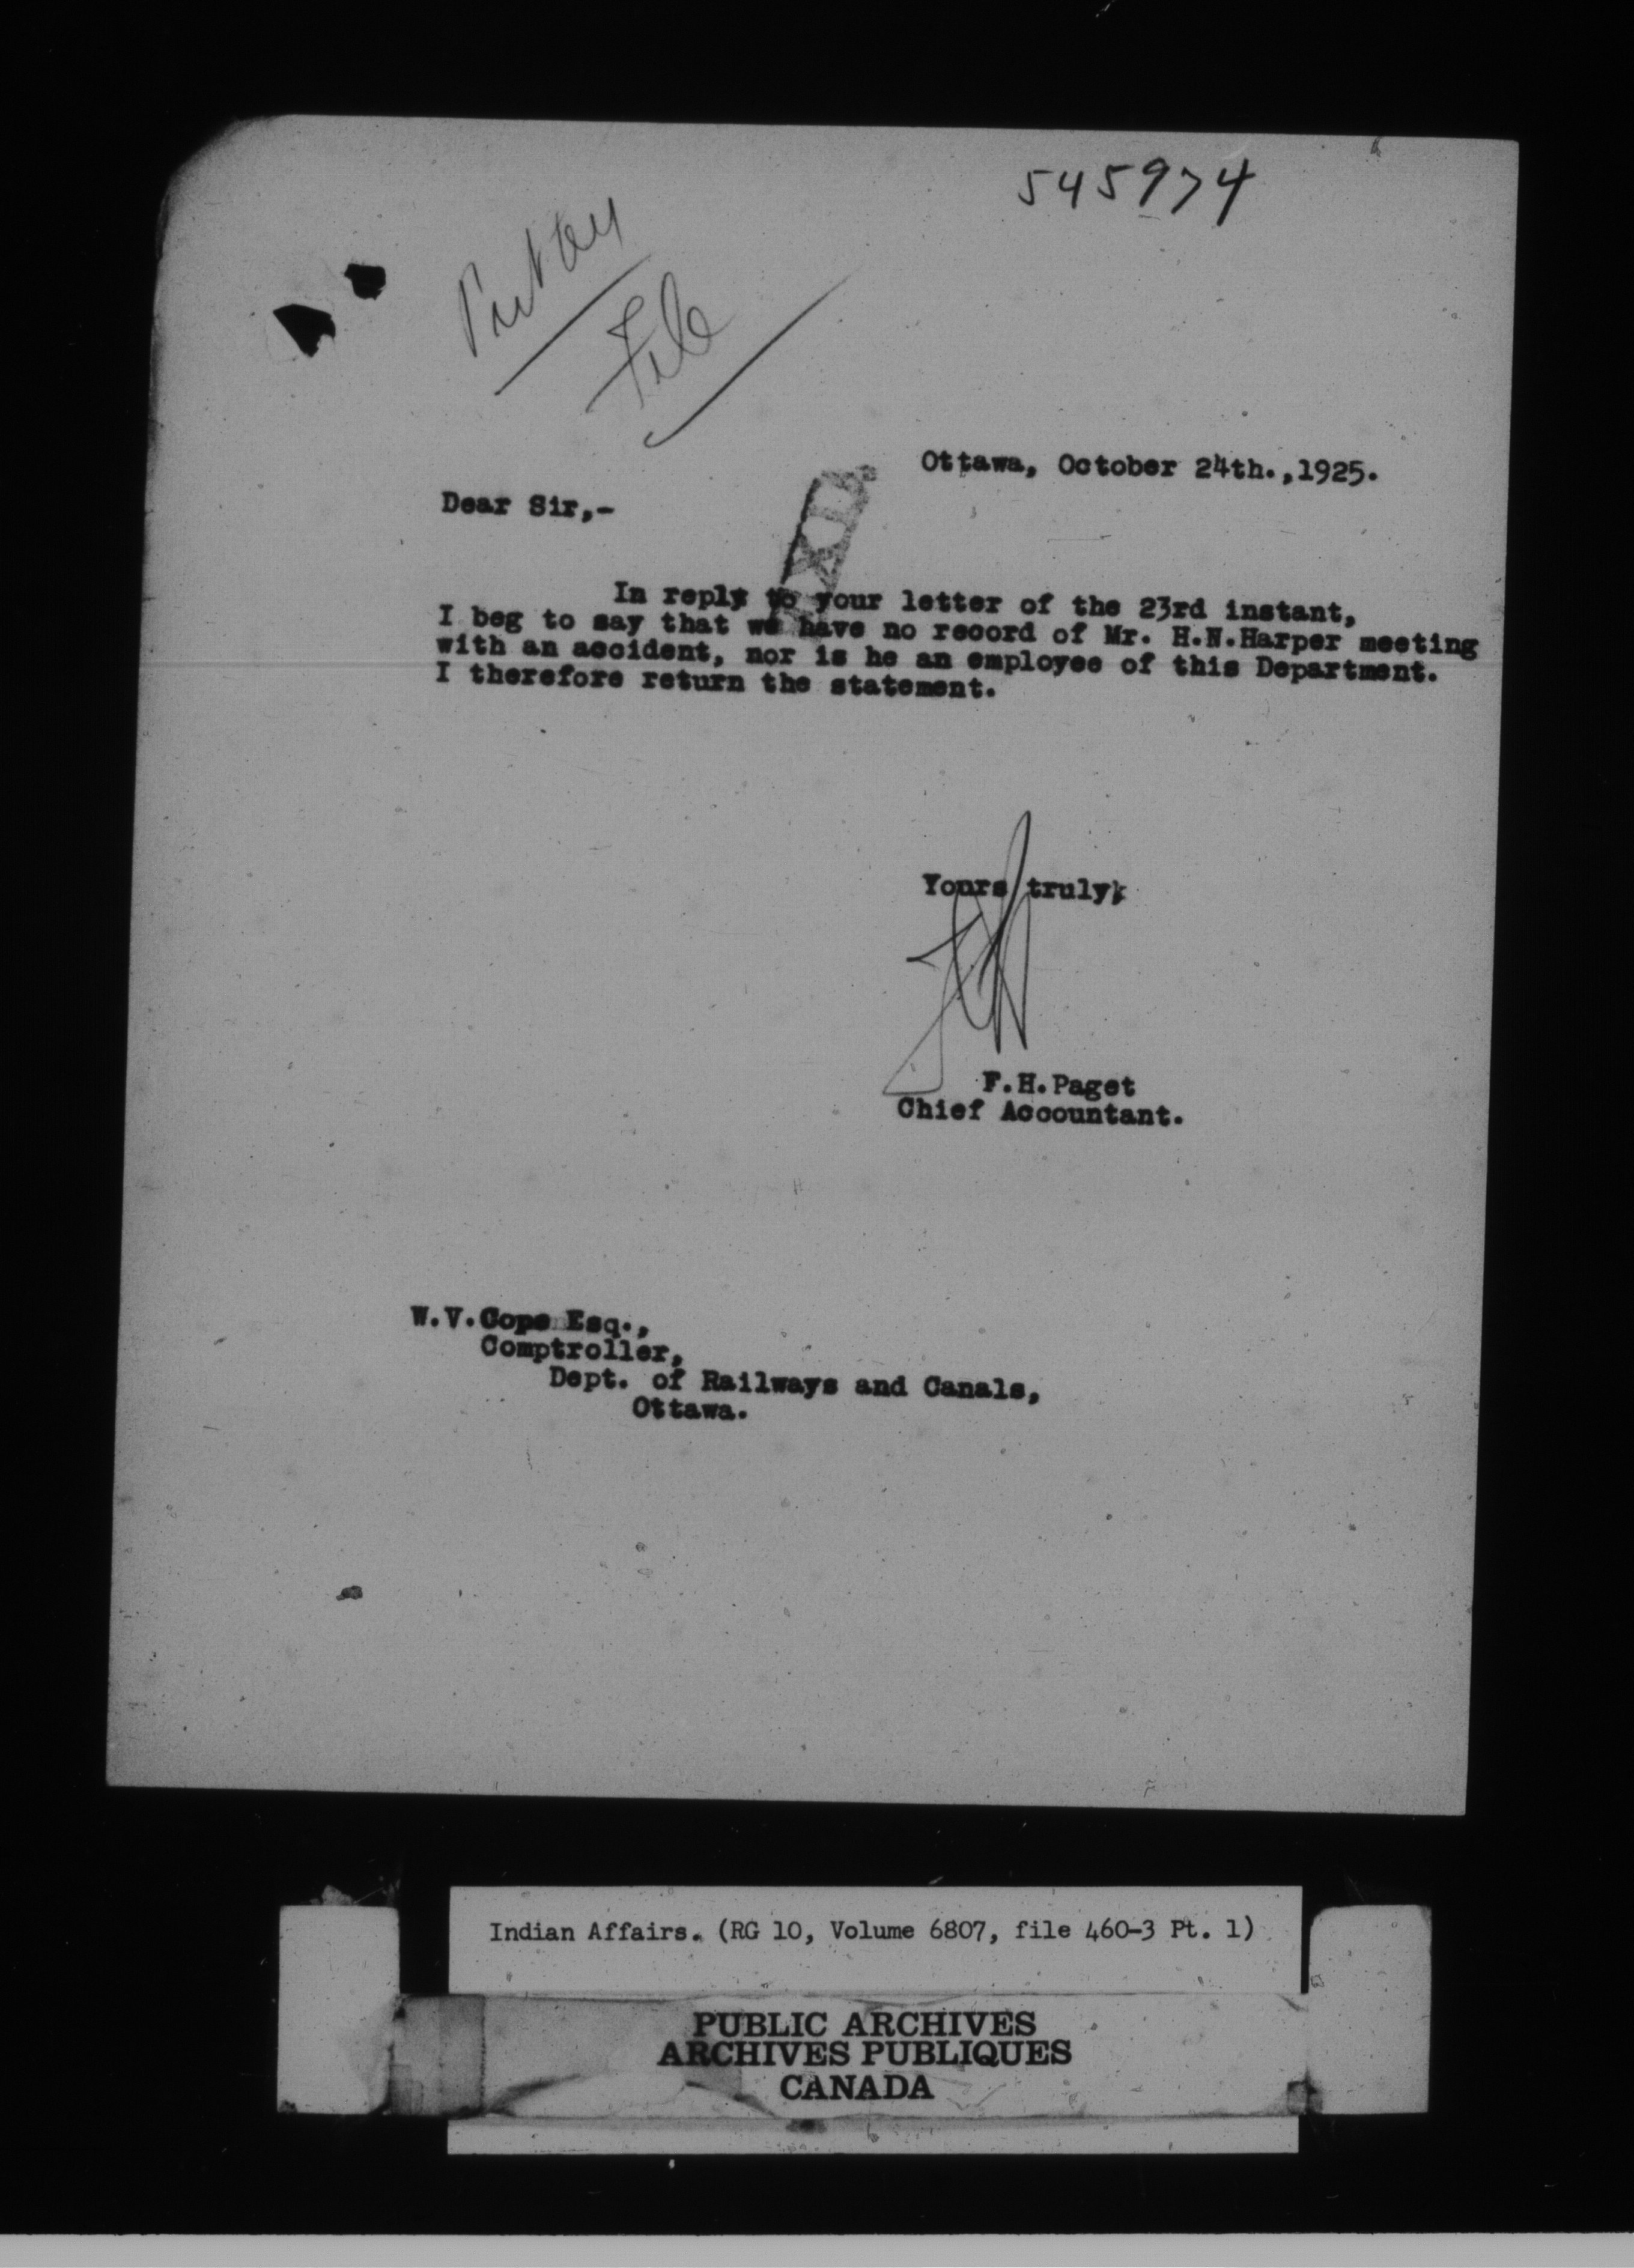 545974
Put on
File
Ottawa, October 24th.,1925.
Dear Sir,-
In reply to your letter of the 23rd instant,
I beg to say that we have no record of Mr. H.N.Harper meeting
with an accident, nor is he an employee of this Department.
I therefore return the statement.
Yours truly,
F.H.Paget
Chief Accountant.
W.V.Cope Esq.,
Comptroller,
Dept. of Railways and Canals,
Ottawa.
Indian Affairs. (RG 10, Volume 6807, file 460-3 Pt. 1)
PUBLIC ARCHIVES
ARCHIVES PUBLIQUES
CANADA